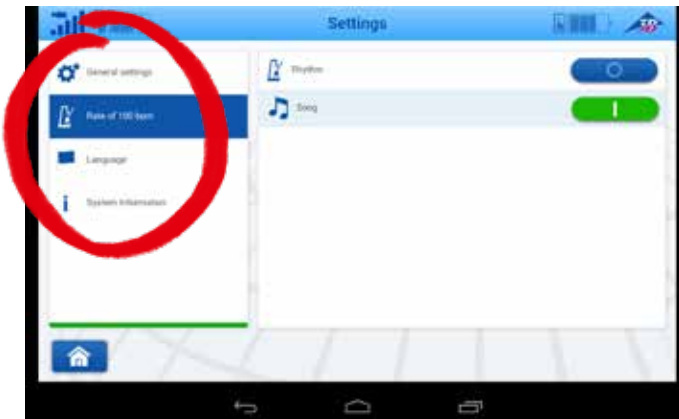 Settings
General settings
Rate of 100 bpm
Language
System Information
Rhythm
Song